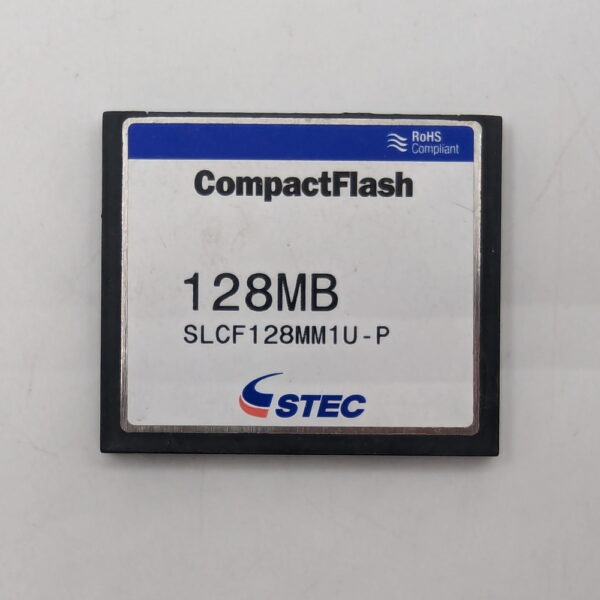 RoHS
Compliant
CompactFlash
128MB
SLCF128MM1U-P
STEC